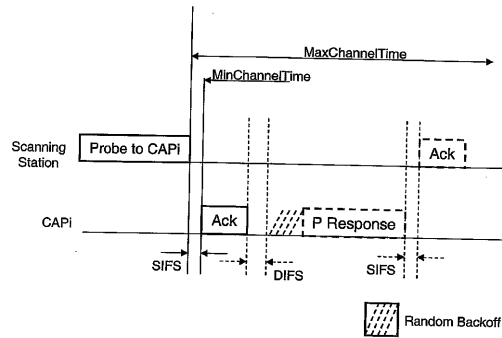 MaxChannelTime
MinChannelTime
Scanning
Station
Probe to CAPi
Ack
CAPi
Ack
P Response
SIFS
DIFS
SIFS
Random Backoff